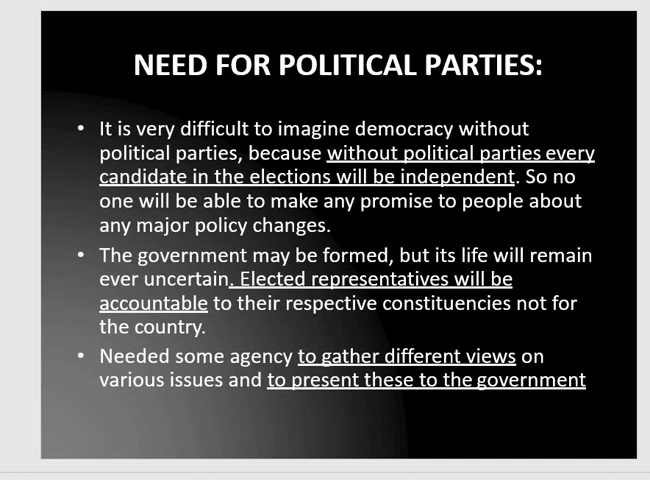 NEED FOR POLITICAL PARTIES:
• It is very difficult to imagine democracy without
political parties, because without political parties every
candidate in the elections will be independent. So no
one will be able to make any promise to people about
any major policy changes.
• The government may be formed, but its life will remain
ever uncertain. Elected representatives will be
accountable to their respective constituencies not for
the country.
• Needed some agency to gather different views on
various issues and to present these to the government